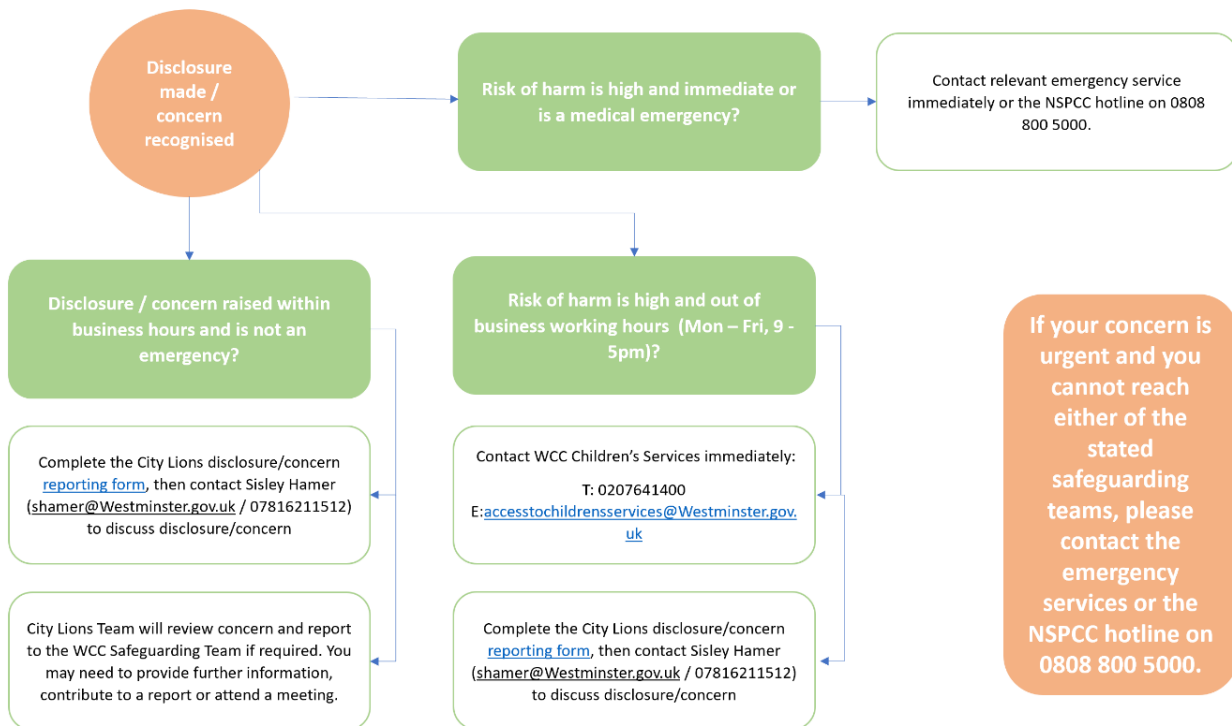 Disclosure
made /
concern
recognised
Risk of harm is high and immediate or
is a medical emergency?
Contact relevant emergency service
immediately or the NSPCC hotline on 0808
800 5000.
Disclosure / concern raised within
business hours and is not an
emergency?
Risk of harm is high and out of
business working hours (Mon – Fri, 9 -
5pm)?
Complete the City Lions disclosure/concern
reporting form, then contact Sisley Hamer
(shamer@Westminster.gov.uk / 07816211512)
to discuss disclosure/concern
Contact WCC Children’s Services immediately:
T: 0207641400
E:accesstochildrensservices@Westminster.gov.
uk
City Lions Team will review concern and report
to the WCC Safeguarding Team if required. You
may need to provide further information,
contribute to a report or attend a meeting.
Complete the City Lions disclosure/concern
reporting form, then contact Sisley Hamer
(shamer@Westminster.gov.uk / 07816211512)
to discuss disclosure/concern
If your concern is
urgent and you
cannot reach
either of the
stated
safeguarding
teams, please
contact the
emergency
services or the
NSPCC hotline on
0808 800 5000.